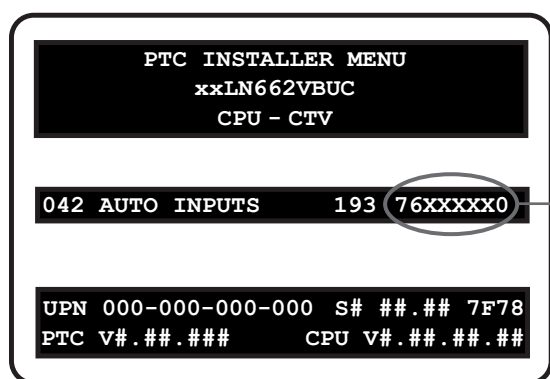 PTC INSTALLER MENU
xxLN662VBUC
CPU - CTV
042 AUTO INPUTS 193 76XXXXX0
UPN 000-000-000-000 S# ##.## 7F78
PTC V#.##.### CPU V#.##.##.##